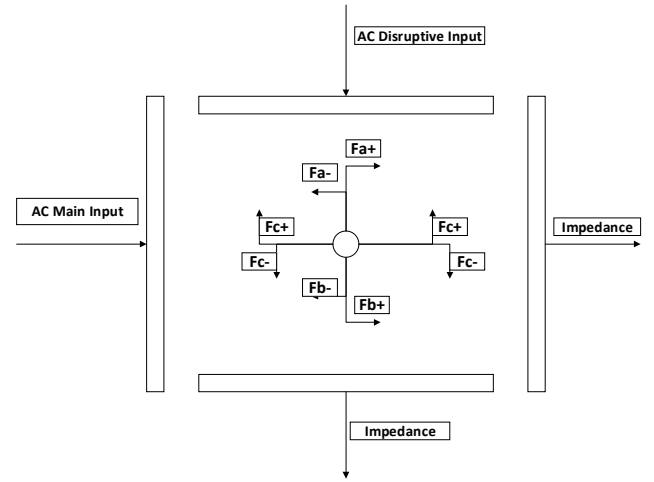 AC Disruptive Input
Fa+
Fa-
AC Main Input
Fc+
Fc+
Impedance
Fc-
Fc-
Fb-
Fb+
Impedance